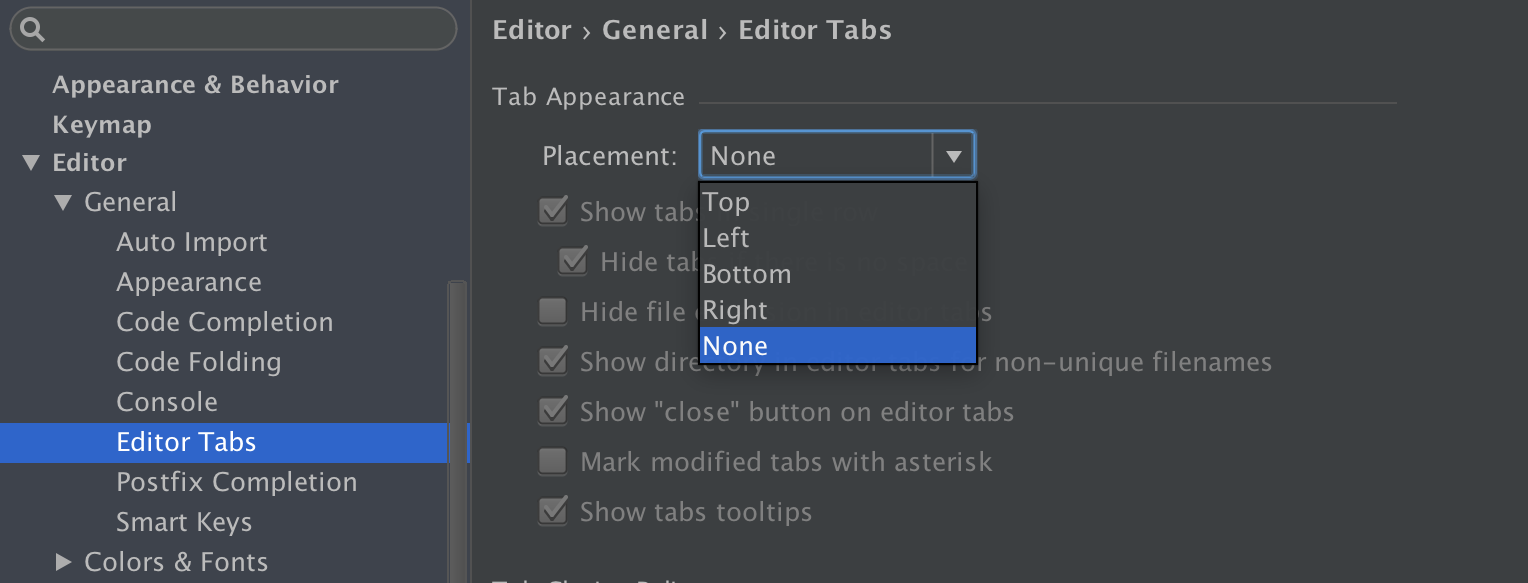 Appearance & Behavior
Keymap
Editor
General
Auto Import
Appearance
Code Completion
Code Folding
Console
Editor Tabs
Postfix Completion
Smart Keys
Colors & Fonts
Editor › General › Editor Tabs
Tab Appearance
Placement: None
Top
Left
Bottom
Right
None
Show tabs
Hide
Hide file
Show directory in editor tabs for non-unique filenames
Show "close" button on editor tabs
Mark modified tabs with asterisk
Show tabs tooltips